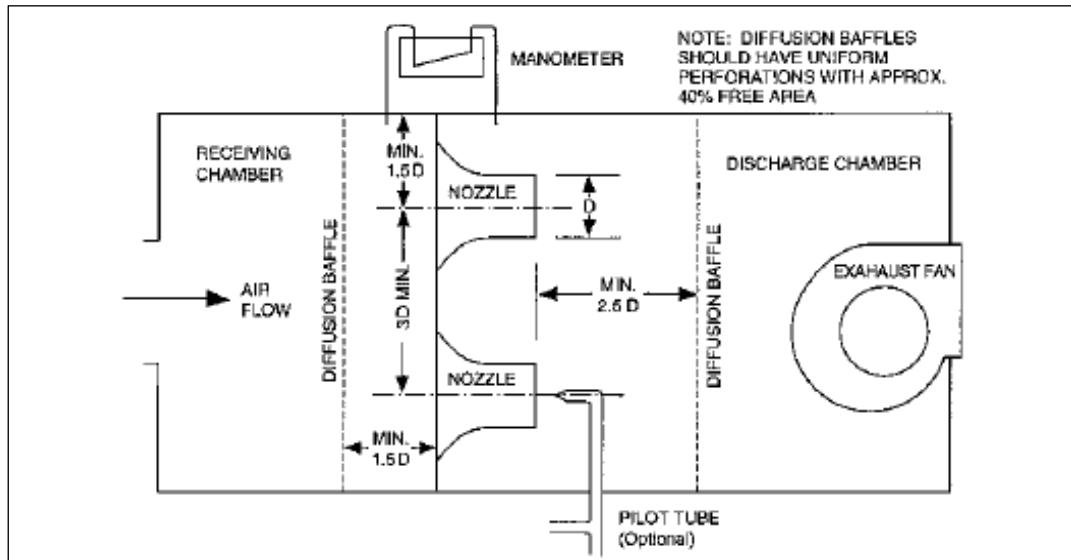 MANOMETER
NOTE: DIFFUSION BAFFLES
SHOULD HAVE UNIFORM
PERFORATIONS WITH APPROX.
40% FREE AREA
RECEIVING
CHAMBER
MIN.
1.5D
NOZZLE
D
DISCHARGE CHAMBER
DIFFUSION BAFFLE
AIR
FLOW
3D MIN.
MIN.
2.5 D
DIFFUSION BAFFLE
EXAHAUST FAN
NOZZLE
MIN.
1.5 D
PILOT TUBE
(Optional)